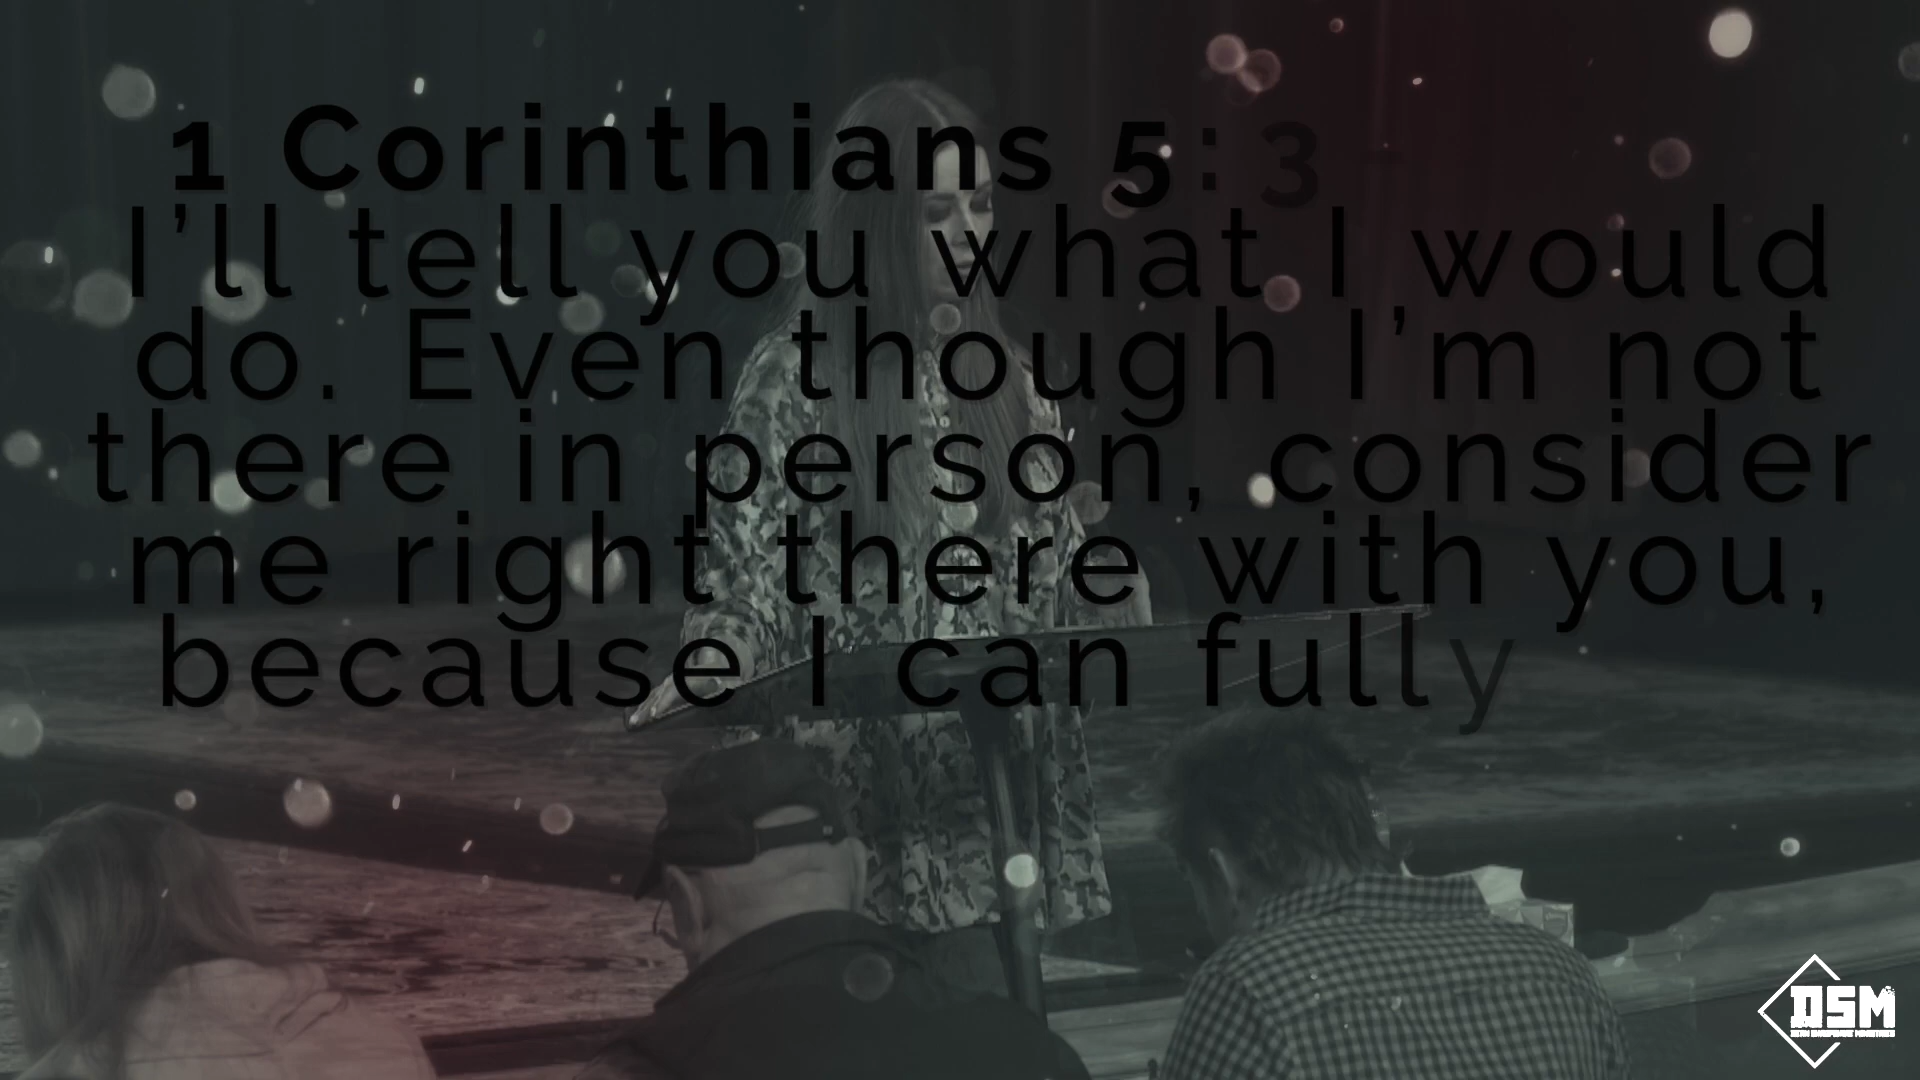 1 Corinthians 5:3
I’ll tell you what I would
do. Even though I’m not
there in person, consider
me right there with you,
because I can fully
DSM